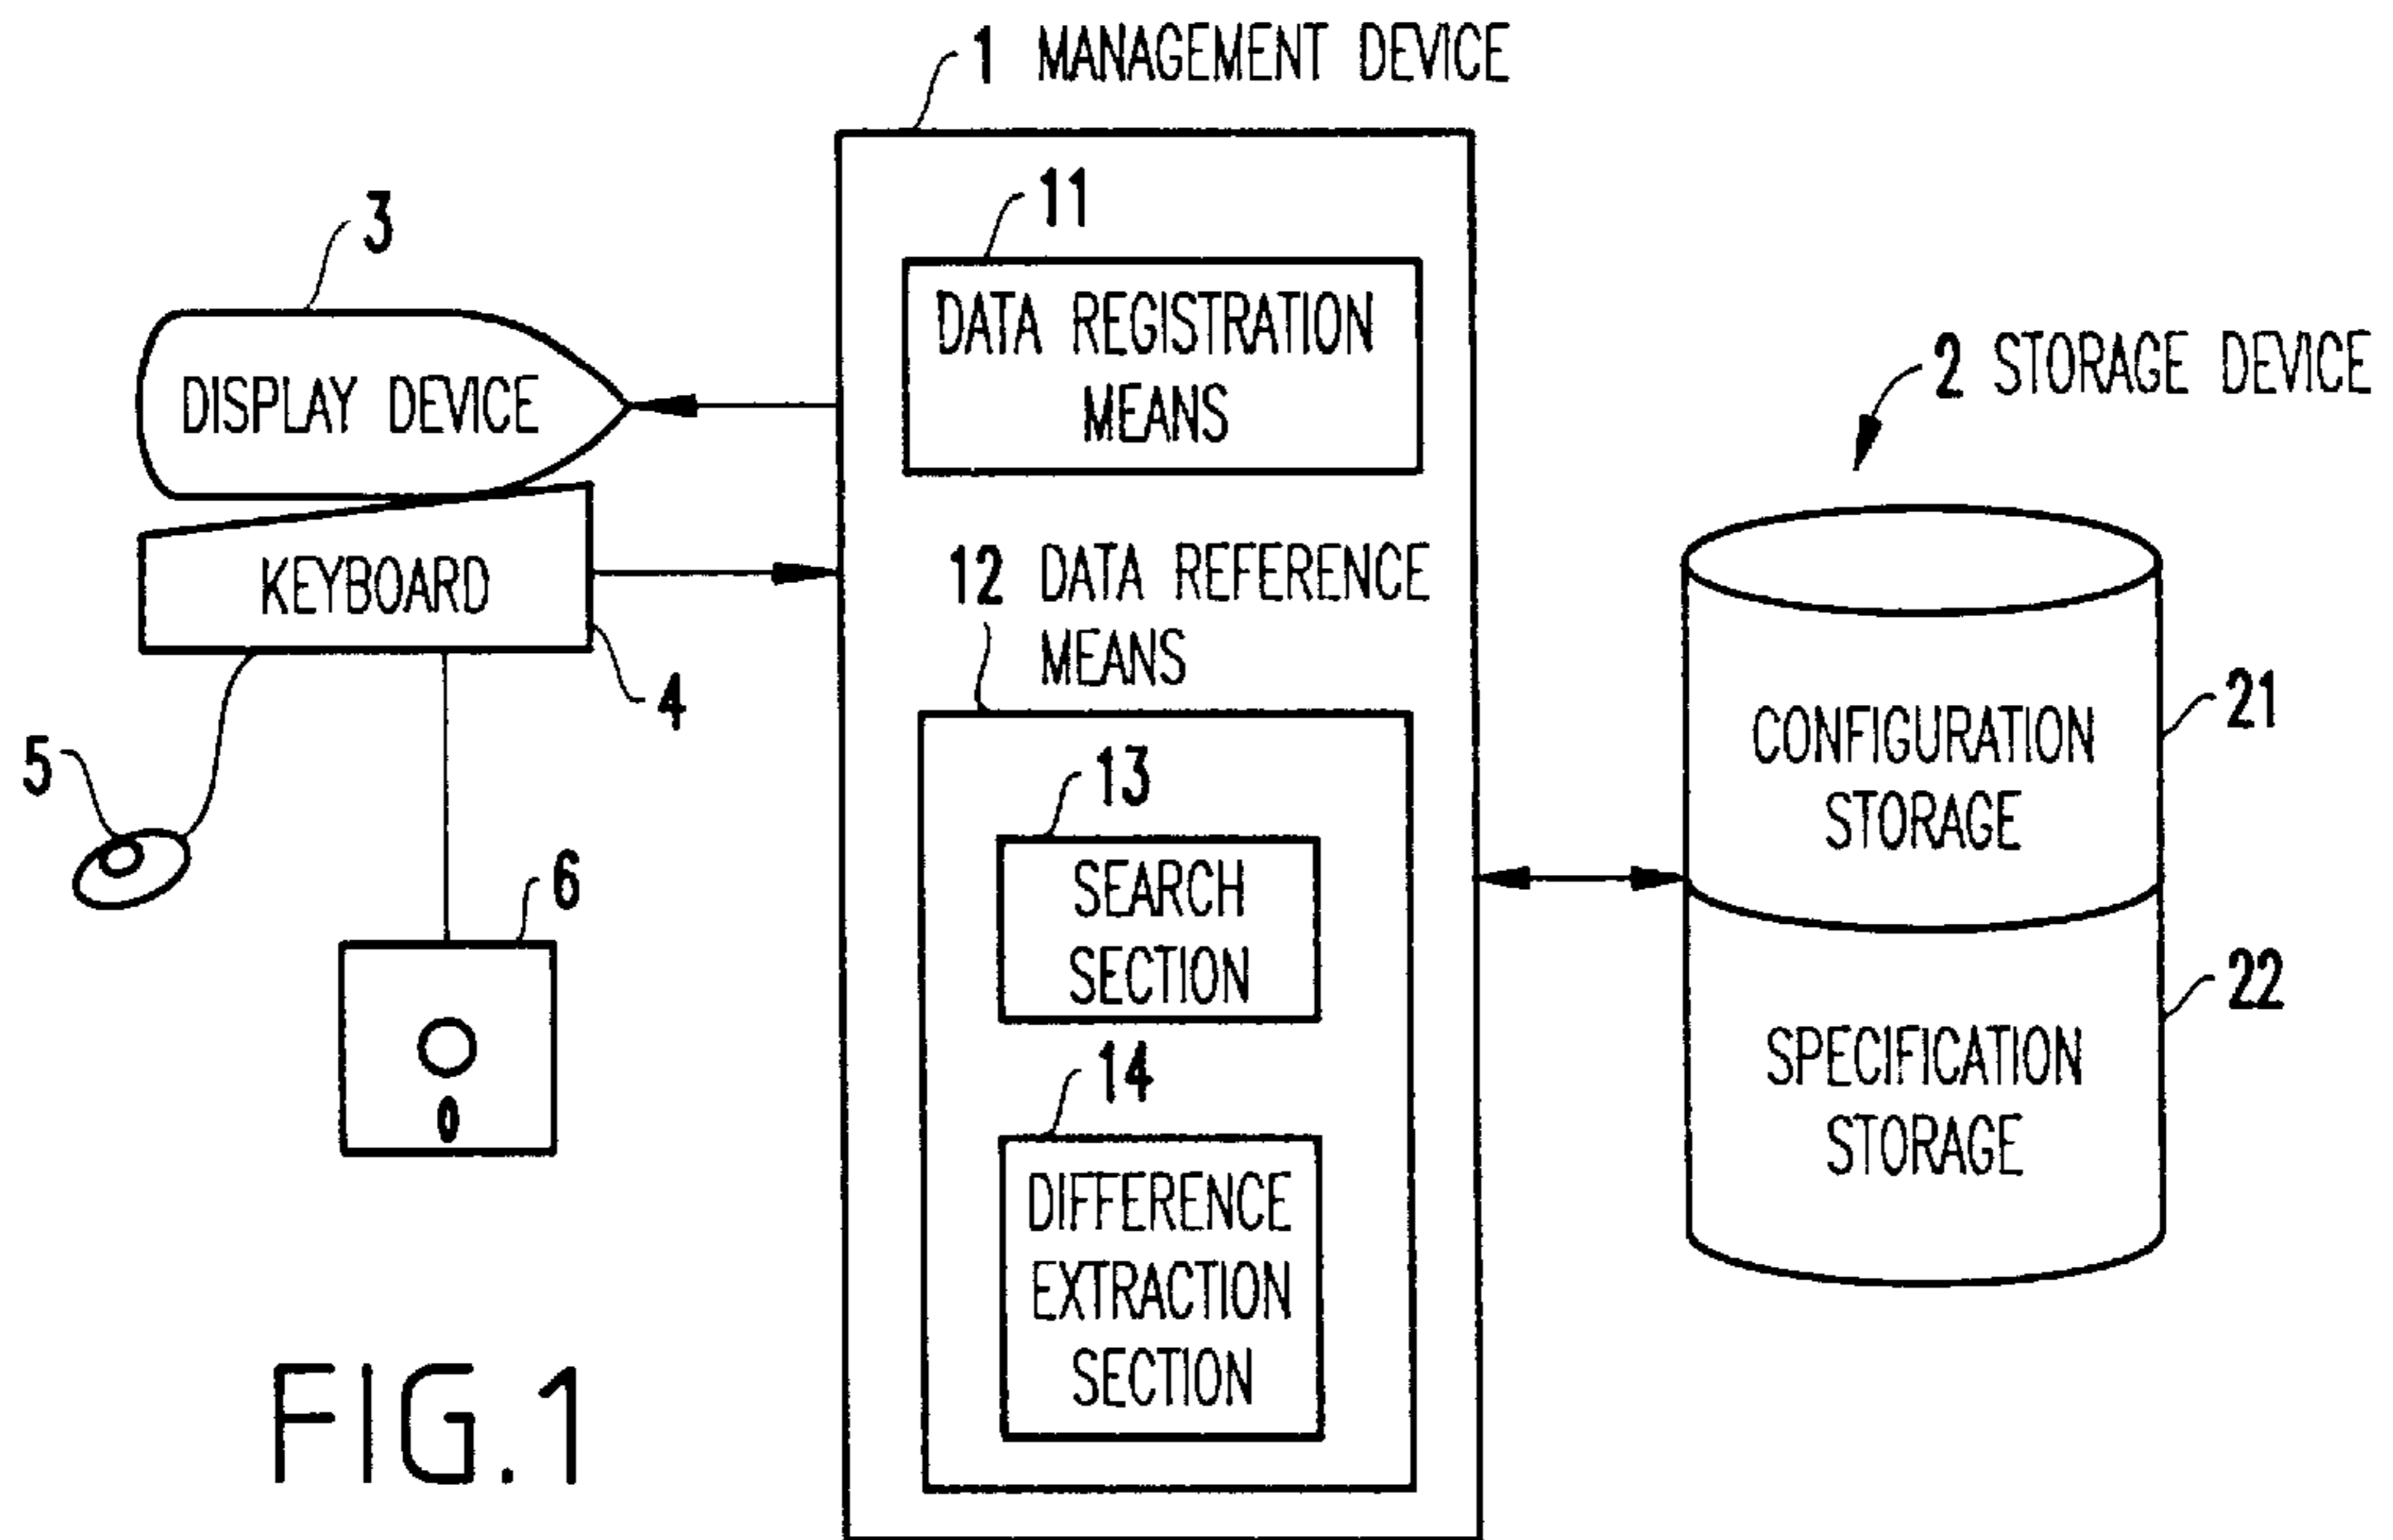 1 MANAGEMENT DEVICE
11
DATA REGISTRATION
MEANS
3
DISPLAY DEVICE
KEYBOARD
4
5
6
12 DATA REFERENCE
MEANS
13
SEARCH
SECTION
14
DIFFERENCE
EXTRACTION
SECTION
2 STORAGE DEVICE
CONFIGURATION
STORAGE
21
SPECIFICATION
STORAGE
22
FIG.1